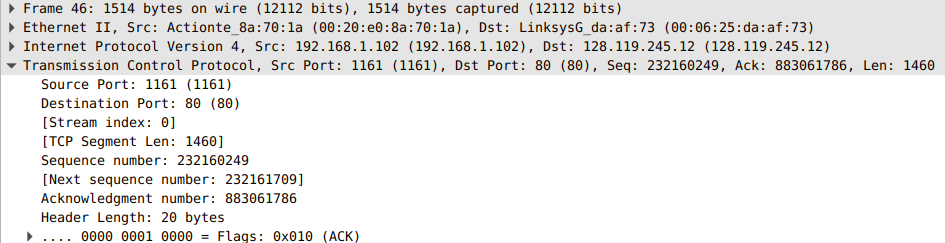 Frame 46: 1514 bytes on wire (12112 bits), 1514 bytes captured (12112 bits)
Ethernet II, Src: Actionte_8a:70:1a (00:20:e0:8a:70:1a), Dst: LinksysG_da:af:73 (00:06:25:da:af:73)
Internet Protocol Version 4, Src: 192.168.1.102 (192.168.1.102), Dst: 128.119.245.12 (128.119.245.12)
Transmission Control Protocol, Src Port: 1161 (1161), Dst Port: 80 (80), Seq: 232160249, Ack: 883061786, Len: 1460
Source Port: 1161 (1161)
Destination Port: 80 (80)
[Stream index: 0]
[TCP Segment Len: 1460]
Sequence number: 232160249
[Next sequence number: 232161709]
Acknowledgment number: 883061786
Header Length: 20 bytes
.... 0000 0001 0000 = Flags: 0x010 (ACK)